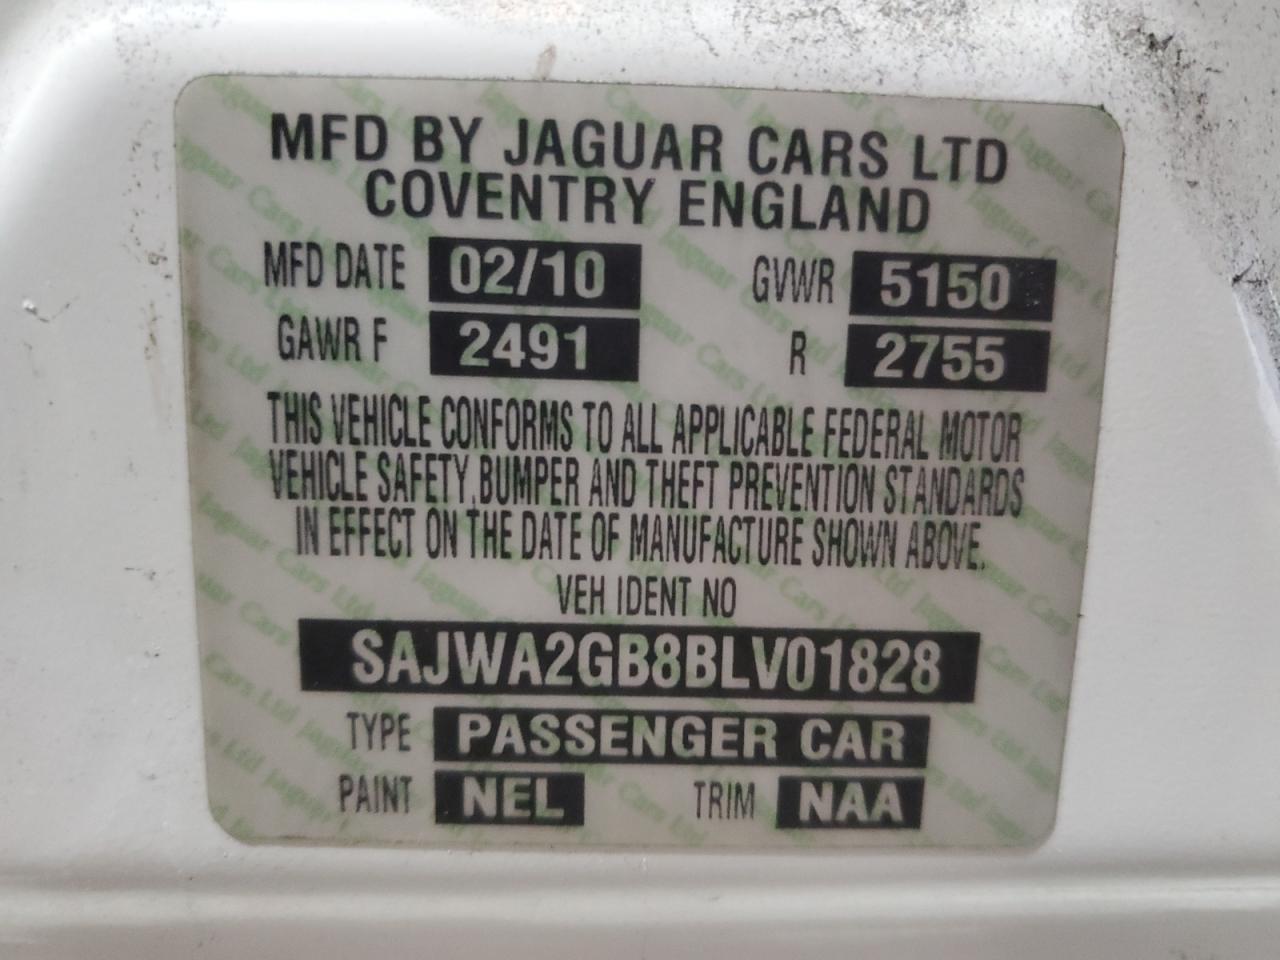 MFD BY JAGUAR CARS LTD
COVENTRY ENGLAND
MFD DATE 02/10 GVWR 5150
GAWR F 2491 R 2755
THIS VEHICLE CONFORMS TO ALL APPLICABLE FEDERAL MOTOR
VEHICLE SAFETY, BUMPER AND THEFT PREVENTION STANDARDS
IN EFFECT ON THE DATE OF MANUFACTURE SHOWN ABOVE.
VEH IDENT NO
SAJWA2GB8BLV01828
TYPE PASSENGER CAR
PAINT NEL TRIM NAA